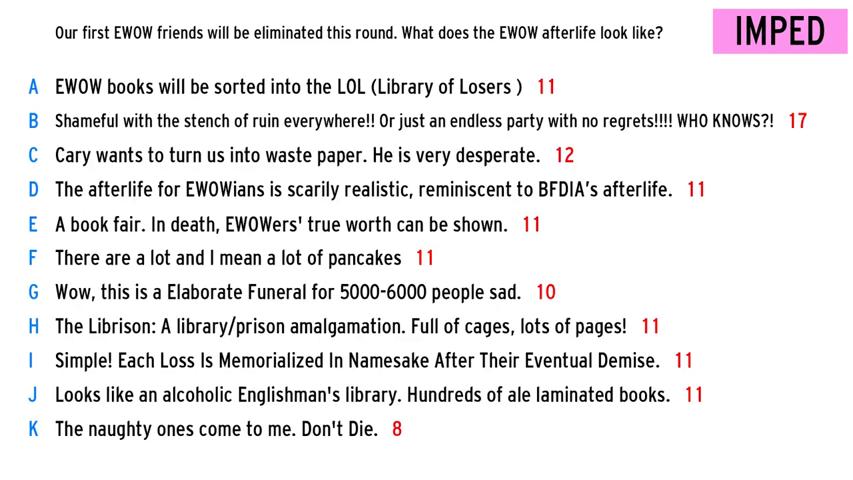 Our first EWOW friends will be eliminated this round. What does the EWOW afterlife look like?
IMPED
A EWOW books will be sorted into the LOL (Library of Losers ) 11
B Shameful with the stench of ruin everywhere!! Or just an endless party with no regrets!!!! WHO KNOWS?! 17
C Cary wants to turn us into waste paper. He is very desperate. 12
D The afterlife for EWOWians is scarily realistic, reminiscent to BFDIA's afterlife. 11
E A book fair. In death, EWOWers' true worth can be shown. 11
F There are a lot and I mean a lot of pancakes 11
G Wow, this is a Elaborate Funeral for 5000-6000 people sad. 10
H The Librison: A library/prison amalgamation. Full of cages, lots of pages! 11
I Simple! Each Loss Is Memorialized In Namesake After Their Eventual Demise. 11
J Looks like an alcoholic Englishman's library. Hundreds of ale laminated books. 11
K The naughty ones come to me. Don't Die. 8